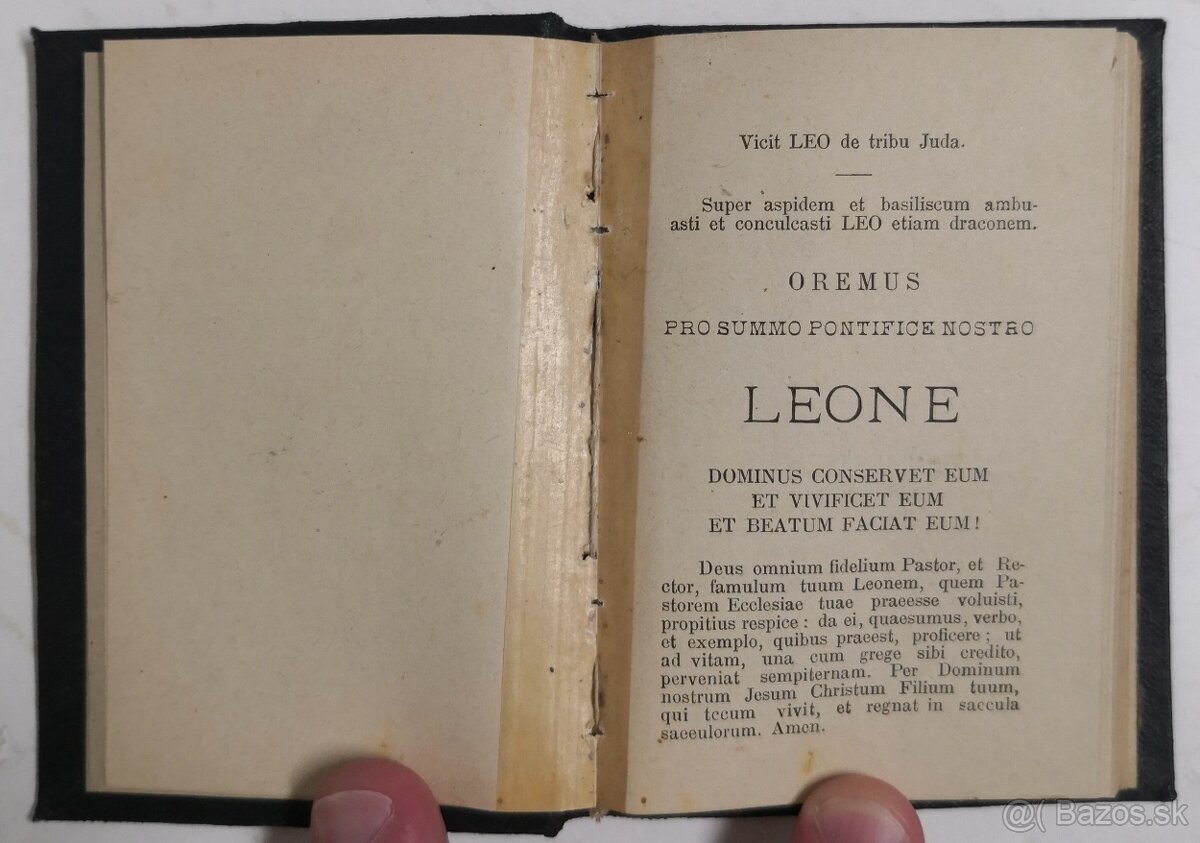 Vicit LEO de tribu Juda.
Super aspidem et basiliscum ambu-
asti et conculcasti LEO etiam draconem.
OREMUS
PRO SUMMO PONTIFICE NOSTRO
LEONE
DOMINUS CONSERVET EUM
ET VIVIFICET EUM
ET BEATUM FACIAT EUM!
Deus omnium fidelium Pastor, et Re-
ctor, famulum tuum Leonem, quem Pa-
storem Ecclesiae tuae praeesse voluisti,
propitius respice : da ei, quaesumus, verbo,
et exemplo, quibus praeest, proficere ; ut
ad vitam, una cum grege sibi credito,
perveniat sempiternam. Per Dominum
nostrum Jesum Christum Filium tuum,
qui tecum vivit, et regnat in saecula
saeculorum. Amen.
@( Bazos.sk